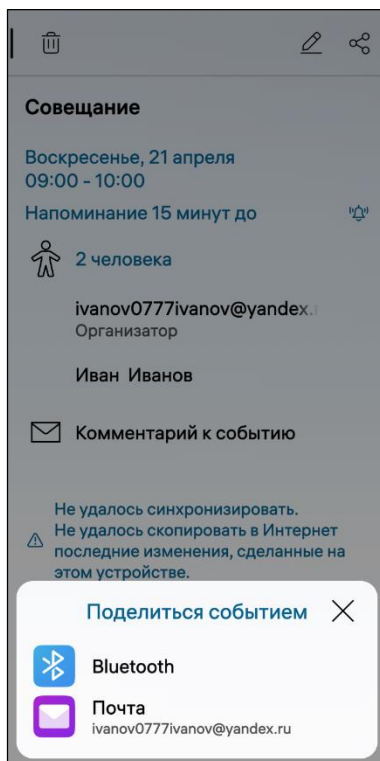 Совещание
Воскресенье, 21 апреля
09:00 - 10:00
Напоминание 15 минут до
2 человека
ivanov0777ivanov@yandex.
Организатор
Иван Иванов
Комментарий к событию
Не удалось синхронизировать.
Не удалось скопировать в Интернет
последние изменения, сделанные на
этом устройстве.
Поделиться событием
Bluetooth
Почта
ivanov0777ivanov@yandex.ru